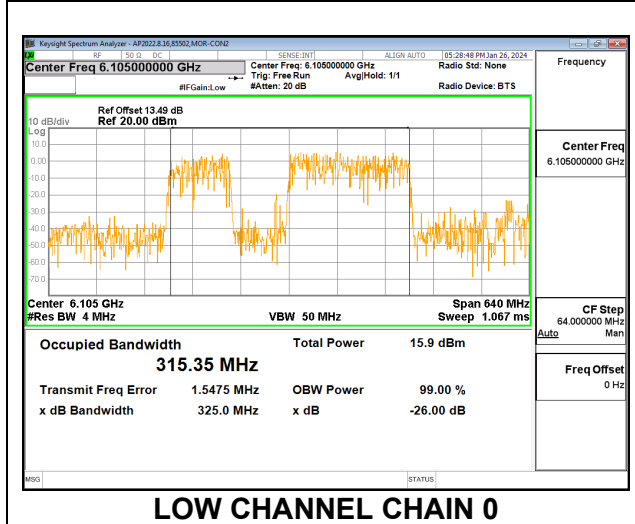 Keysight Spectrum Analyzer - AP2022.8.16,85502,MOR-CON2
RF 50 Ω DC SENSE:INT ALIGN AUTO 05:28:48 PM Jan 26, 2024
Center Freq 6.105000000 GHz Center Freq: 6.105000000 GHz Radio Std: None
Trig: Free Run Avg|Hold: 1/1
#IFGain:Low #Atten: 20 dB Radio Device: BTS
Frequency
Ref Offset 13.49 dB
10 dB/div Ref 20.00 dBm
Log
10.0
0.00
-10.0
-20.0
-30.0
-40.0
-50.0
-60.0
-70.0
Center Freq
6.105000000 GHz
Center 6.105 GHz Span 640 MHz
#Res BW 4 MHz VBW 50 MHz Sweep 1.067 ms
CF Step
64.000000 MHz
Auto Man
Occupied Bandwidth Total Power 15.9 dBm
315.35 MHz
Freq Offset
0 Hz
Transmit Freq Error 1.5475 MHz OBW Power 99.00 %
x dB Bandwidth 325.0 MHz x dB -26.00 dB
MSG STATUS
LOW CHANNEL CHAIN 0